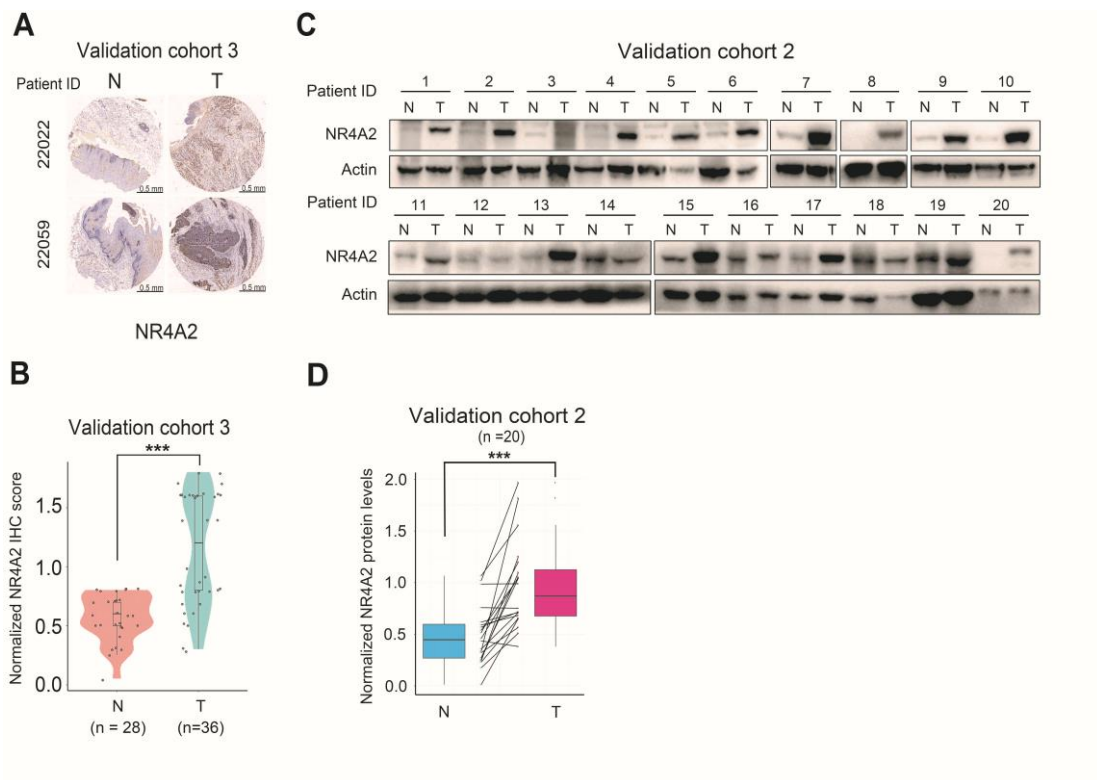 A
Validation cohort 3
Patient ID N T
22022
0.5 mm 0.5 mm
22059
0.5 mm 0.5 mm
NR4A2
B
Validation cohort 3
***
Normalized NR4A2 IHC score
1.5
1.0
0.5
0.0
N T
(n = 28) (n=36)
C
Validation cohort 2
Patient ID 1 2 3 4 5 6 7 8 9 10
N T N T N T N T N T N T N T N T N T N T
NR4A2
Actin
Patient ID 11 12 13 14 15 16 17 18 19 20
N T N T N T N T N T N T N T N T N T N T
NR4A2
Actin
D
Validation cohort 2
(n =20)
***
Normalized NR4A2 protein levels
2.0
1.5
1.0
0.5
0.0
N T